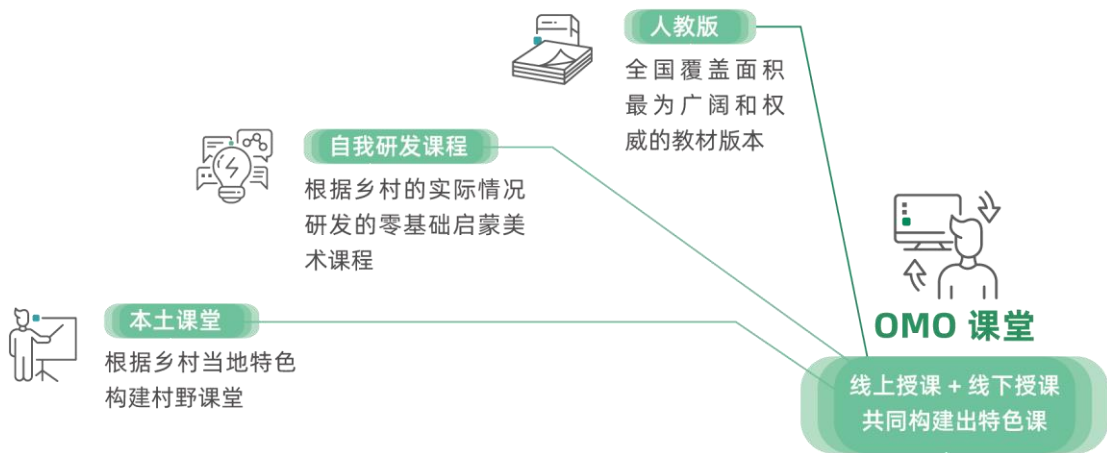 人教版
全国覆盖面积
最为广阔和权
威的教材版本
自我研发课程
根据乡村的实际情况
研发的零基础启蒙美
术课程
本土课堂
根据乡村当地特色
构建村野课堂
OMO 课堂
线上授课 + 线下授课
共同构建出特色课